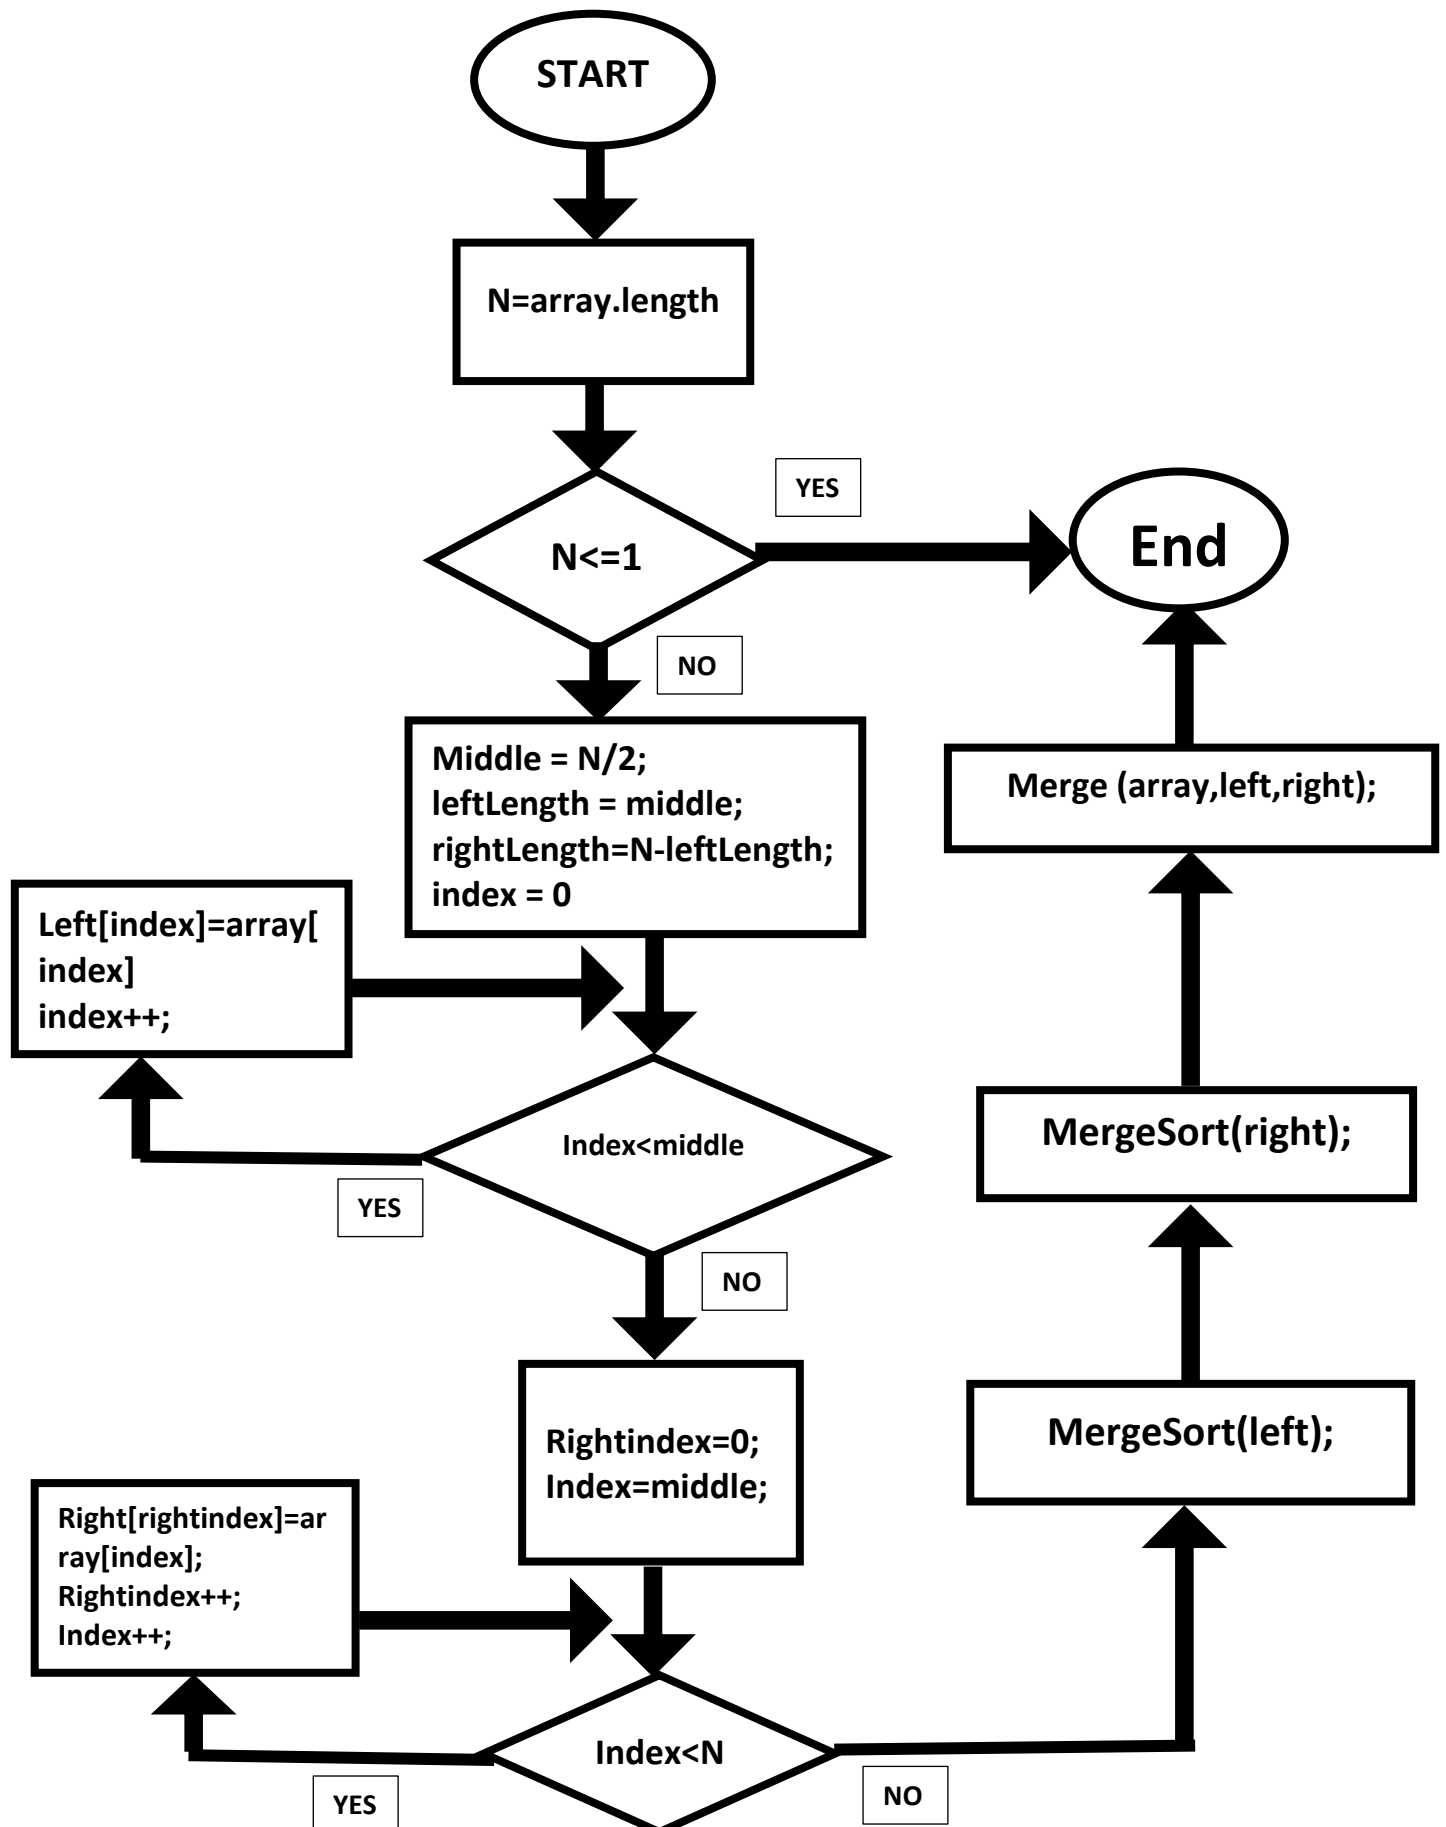 START
N=array.length
N<=1
YES
End
NO
Middle = N/2;
leftLength = middle;
rightLength=N-leftLength;
index = 0
Merge (array,left,right);
Left[index]=array[
index]
index++;
Index<middle
YES
NO
MergeSort(right);
Rightindex=0;
Index=middle;
MergeSort(left);
Right[rightindex]=ar
ray[index];
Rightindex++;
Index++;
Index<N
YES
NO